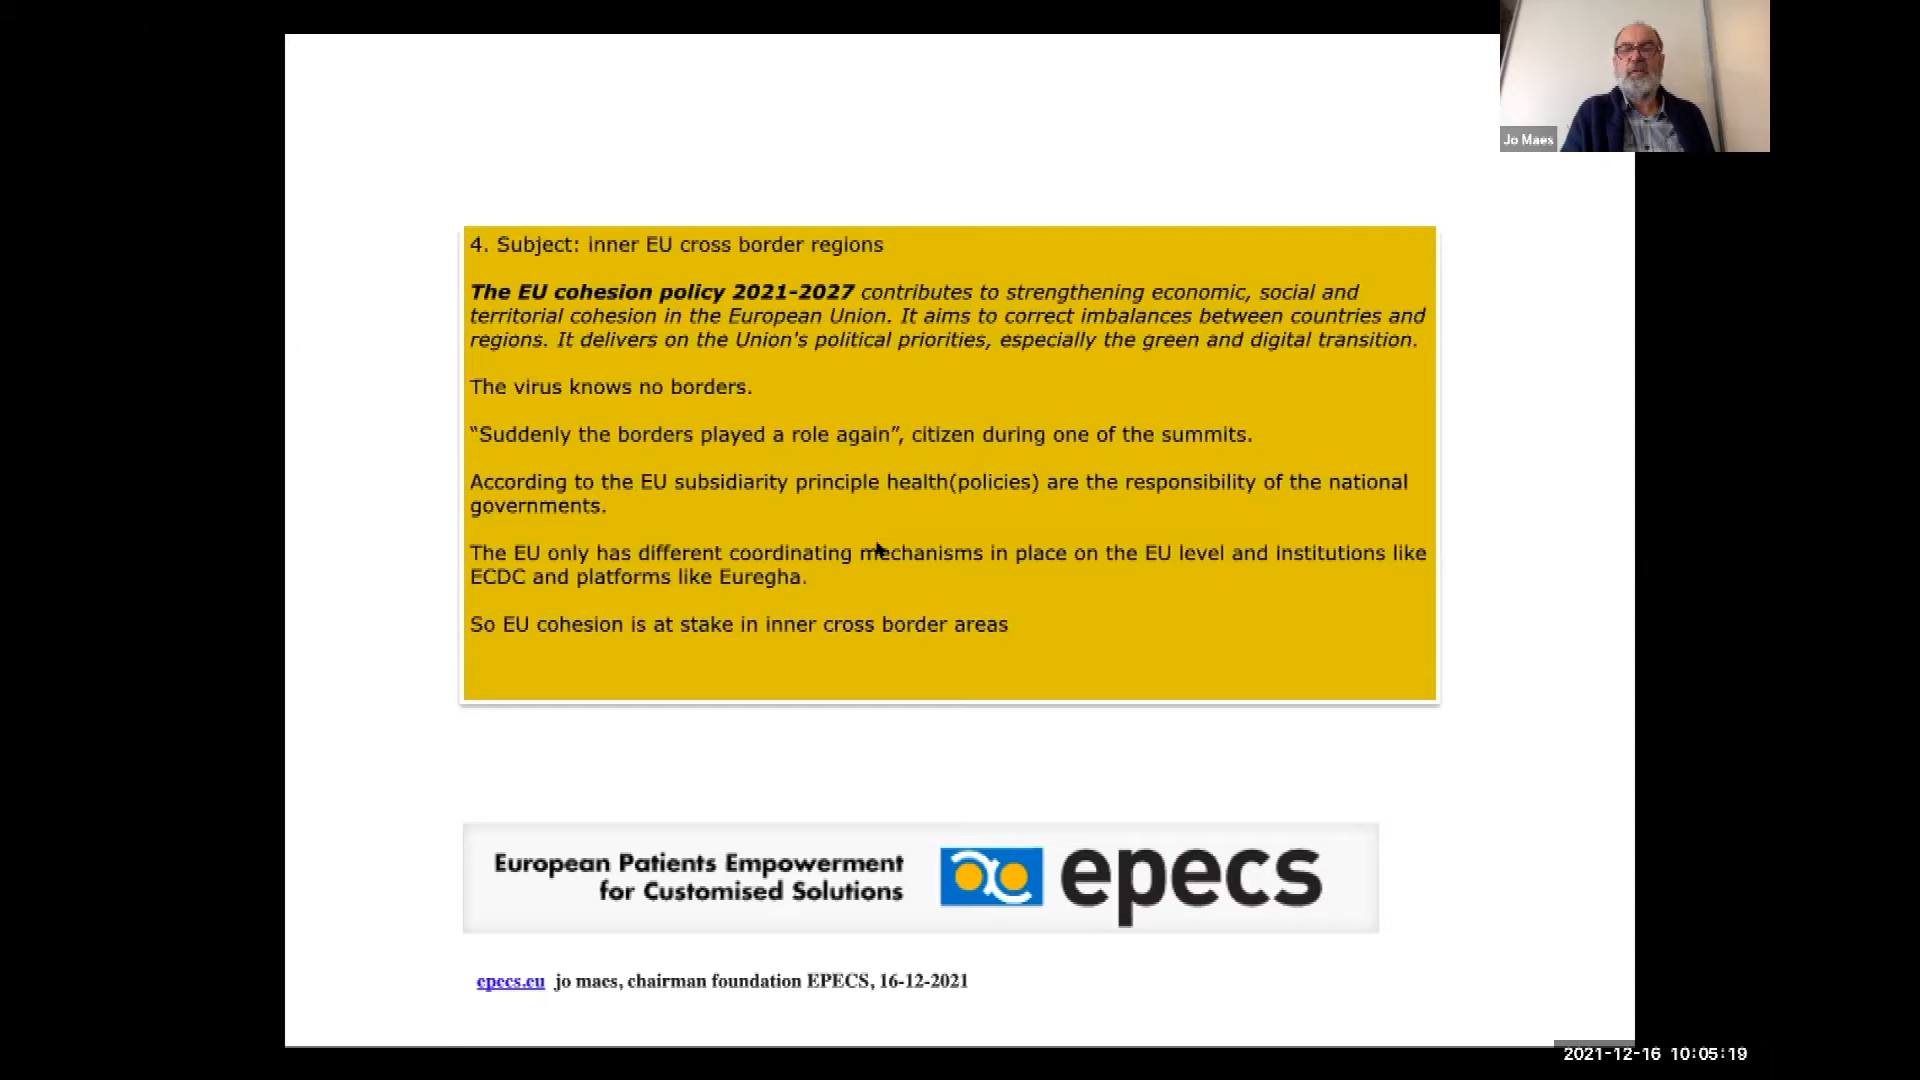 Jo Maes
4. Subject: inner EU cross border regions
The EU cohesion policy 2021-2027 contributes to strengthening economic, social and
territorial cohesion in the European Union. It aims to correct imbalances between countries and
regions. It delivers on the Union's political priorities, especially the green and digital transition.
The virus knows no borders.
“Suddenly the borders played a role again”, citizen during one of the summits.
According to the EU subsidiarity principle health(policies) are the responsibility of the national
governments.
The EU only has different coordinating mechanisms in place on the EU level and institutions like
ECDC and platforms like Euregha.
So EU cohesion is at stake in inner cross border areas
European Patients Empowerment
for Customised Solutions
epecs
epecs.eu jo maes, chairman foundation EPECS, 16-12-2021
2021-12-16 10:05:19